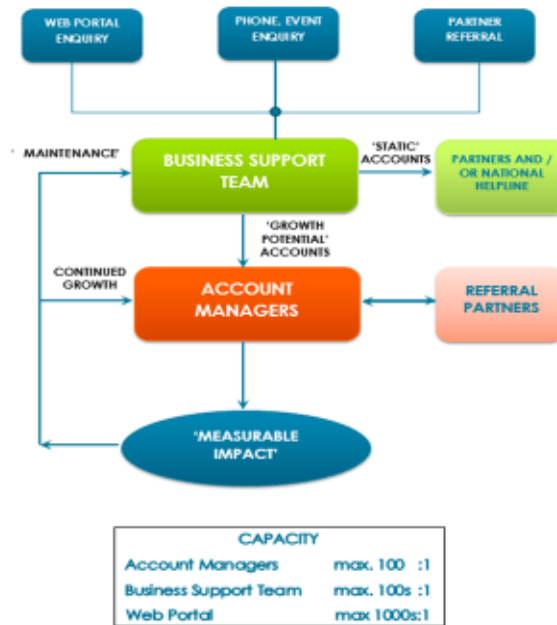 WEB PORTAL
ENQUIRY
PHONE, EVENT
ENQUIRY
PARTNER
REFERRAL
' MAINTENANCE'
BUSINESS SUPPORT
TEAM
'STATIC'
ACCOUNTS
PARTNERS AND /
OR NATIONAL
HELPLINE
'GROWTH
POTENTIAL'
ACCOUNTS
CONTINUED
GROWTH
ACCOUNT
MANAGERS
REFERRAL
PARTNERS
'MEASURABLE
IMPACT'
CAPACITY
Account Managers max. 100 :1
Business Support Team max. 100s :1
Web Portal max 1000s:1